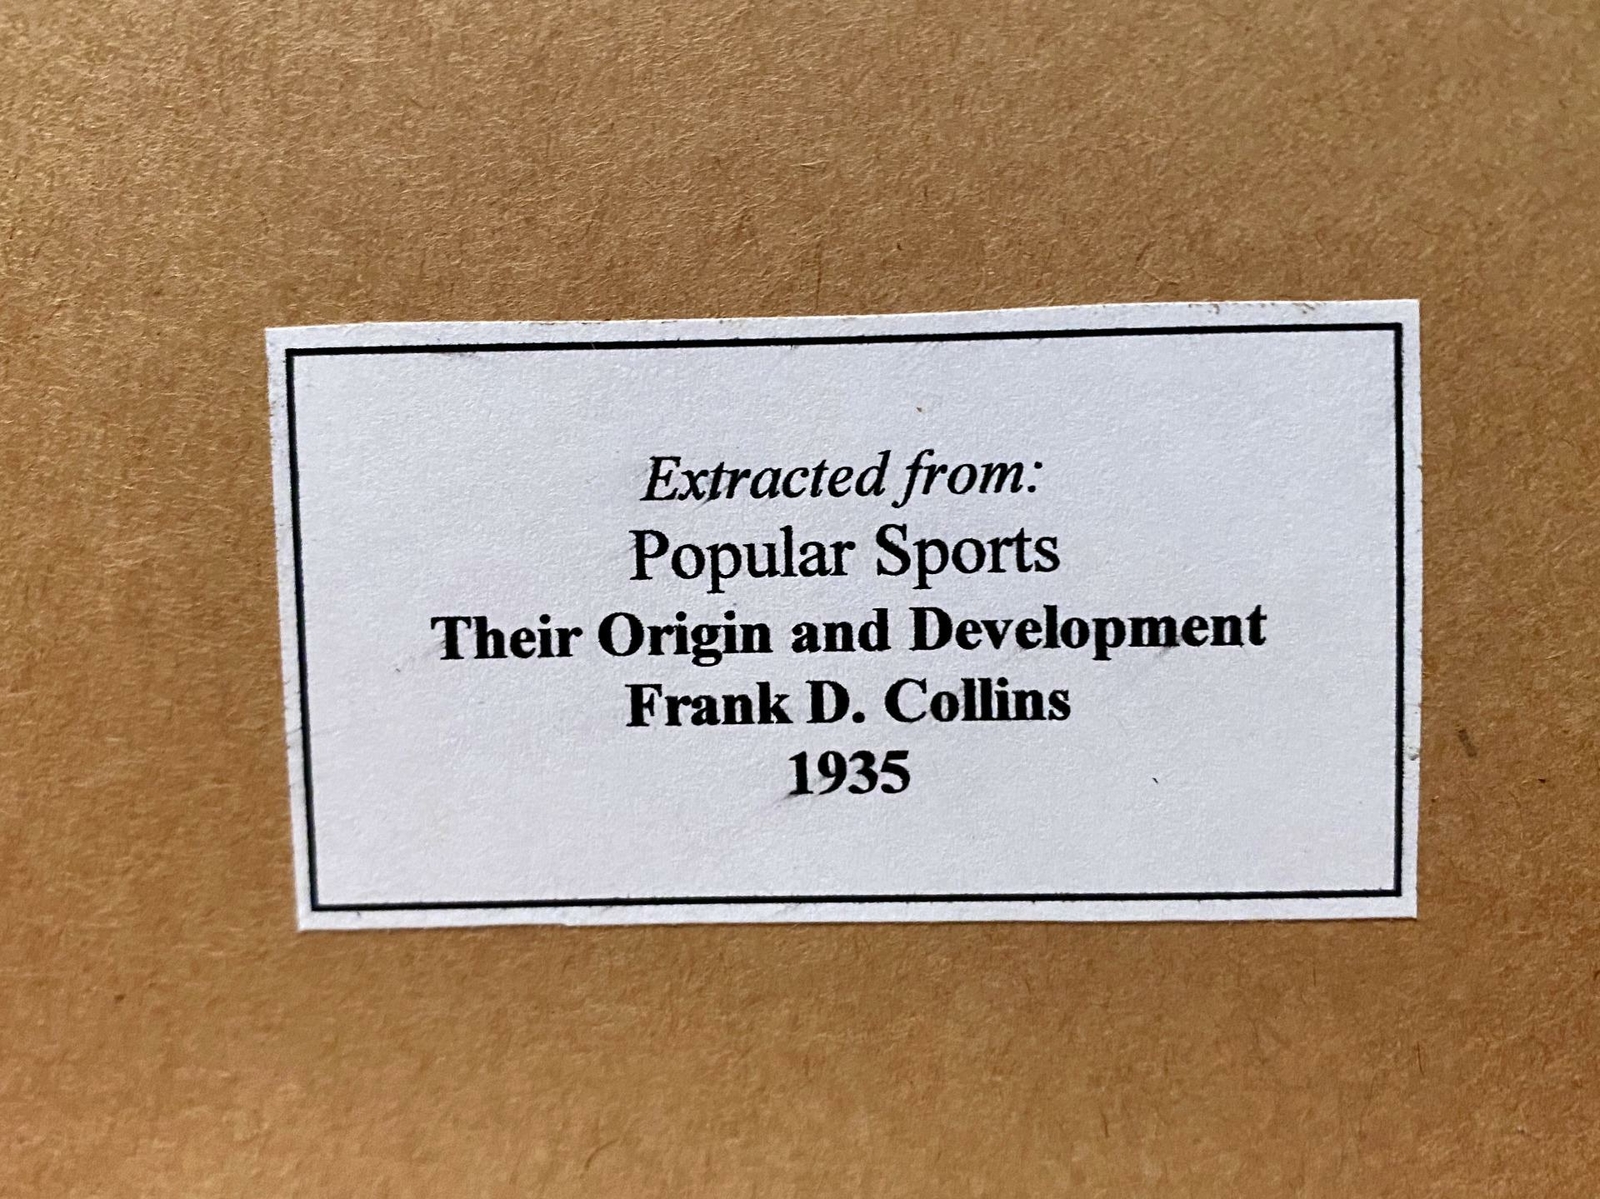 Extracted from:
Popular Sports
Their Origin and Development
Frank D. Collins
1935